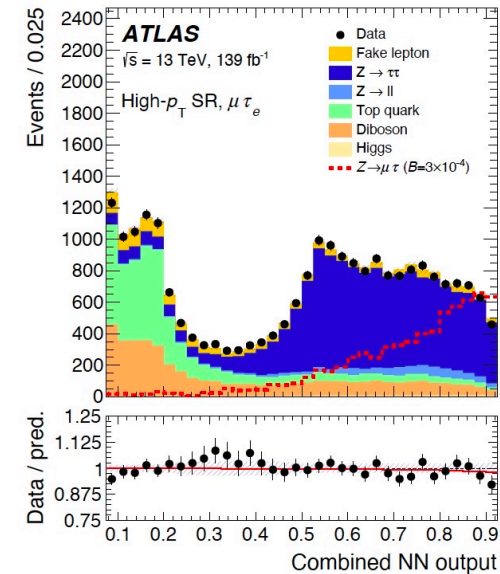 2400
2200
2000
1800
1600
1400
1200
1000
800
600
400
200
0
Events / 0.025
ATLAS
√s = 13 TeV, 139 fb⁻¹
High-pT SR, μτe
Data
Fake lepton
Z → ττ
Z → ll
Top quark
Diboson
Higgs
Z→μτ (B=3×10⁻⁴)
1.25
1.125
1
0.875
0.75
Data / pred.
0.1 0.2 0.3 0.4 0.5 0.6 0.7 0.8 0.9
Combined NN output